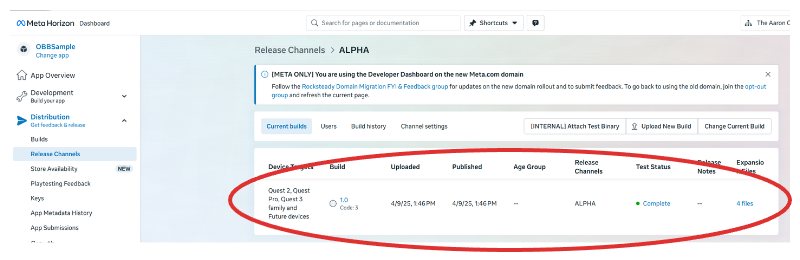 Meta Horizon Dashboard
Search for pages or documentation
Shortcuts
The Aaron C
OBBSample
Change app
App Overview
Development
Build your app
Distribution
Get feedback & release
Builds
Release Channels
Store Availability NEW
Playtesting Feedback
Keys
App Metadata History
App Submissions
Release Channels > ALPHA
[META ONLY] You are using the Developer Dashboard on the new Meta.com domain
Follow the Rocksteady Domain Migration FYI & Feedback group for updates on the new domain rollout and to submit feedback. To go back to using the old domain, join the opt-out
group and refresh the current page.
Current builds Users Build history Channel settings [INTERNAL] Attach Test Binary Upload New Build Change Current Build
Device Targets Build Uploaded Published Age Group Release Channels Test Status Release Notes Expansion Files
Quest 2, Quest
Pro, Quest 3
family and
Future devices
1.0
Code: 3
4/9/25, 1:46 PM 4/9/25, 1:46 PM -- ALPHA Complete -- 4 files